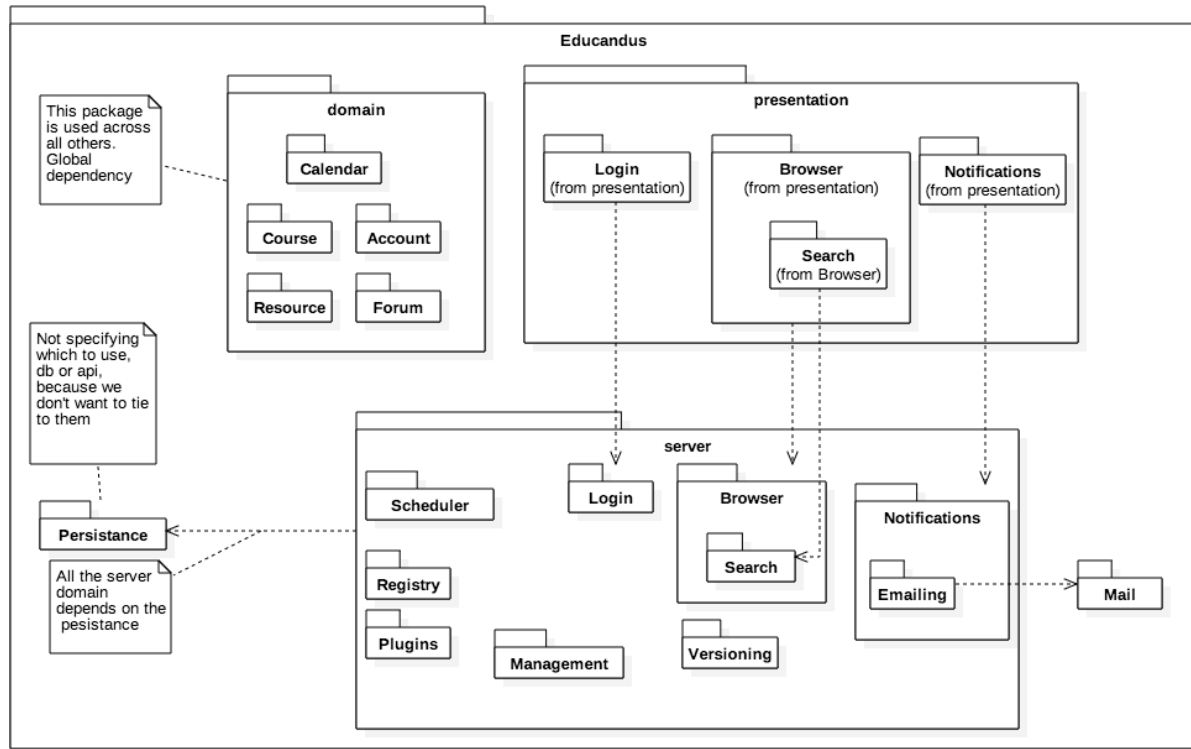 Educandus
This package
is used across
all others.
Global
dependency
domain
Calendar
Course
Account
Resource
Forum
presentation
Login
(from presentation)
Browser
(from presentation)
Search
(from Browser)
Notifications
(from presentation)
Not specifying
which to use,
db or api,
because we
don't want to tie
to them
Persistance
All the server
domain
depends on the
pesistance
server
Scheduler
Login
Browser
Search
Notifications
Emailing
Mail
Registry
Plugins
Management
Versioning